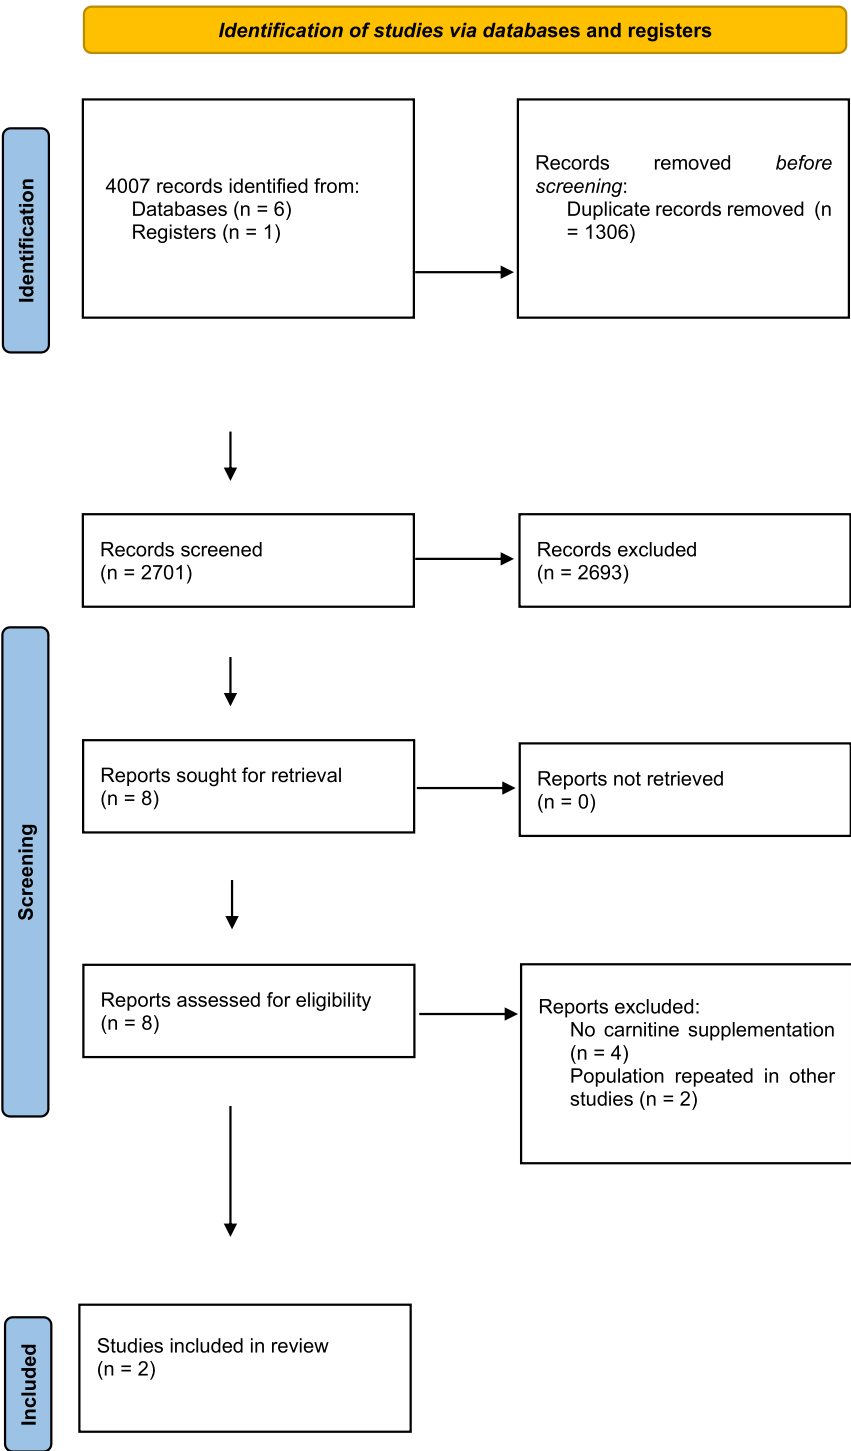 Identification of studies via databases and registers
Identification
4007 records identified from:
Databases (n = 6)
Registers (n = 1)
Records removed before
screening:
Duplicate records removed (n
= 1306)
Records screened
(n = 2701)
Records excluded
(n = 2693)
Screening
Reports sought for retrieval
(n = 8)
Reports not retrieved
(n = 0)
Reports assessed for eligibility
(n = 8)
Reports excluded:
No carnitine supplementation
(n = 4)
Population repeated in other
studies (n = 2)
Included
Studies included in review
(n = 2)